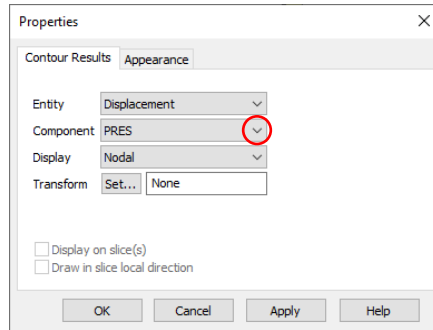 Properties
Contour Results Appearance
Entity Displacement
Component PRES
Display Nodal
Transform Set... None
Display on slice(s)
Draw in slice local direction
OK Cancel Apply Help